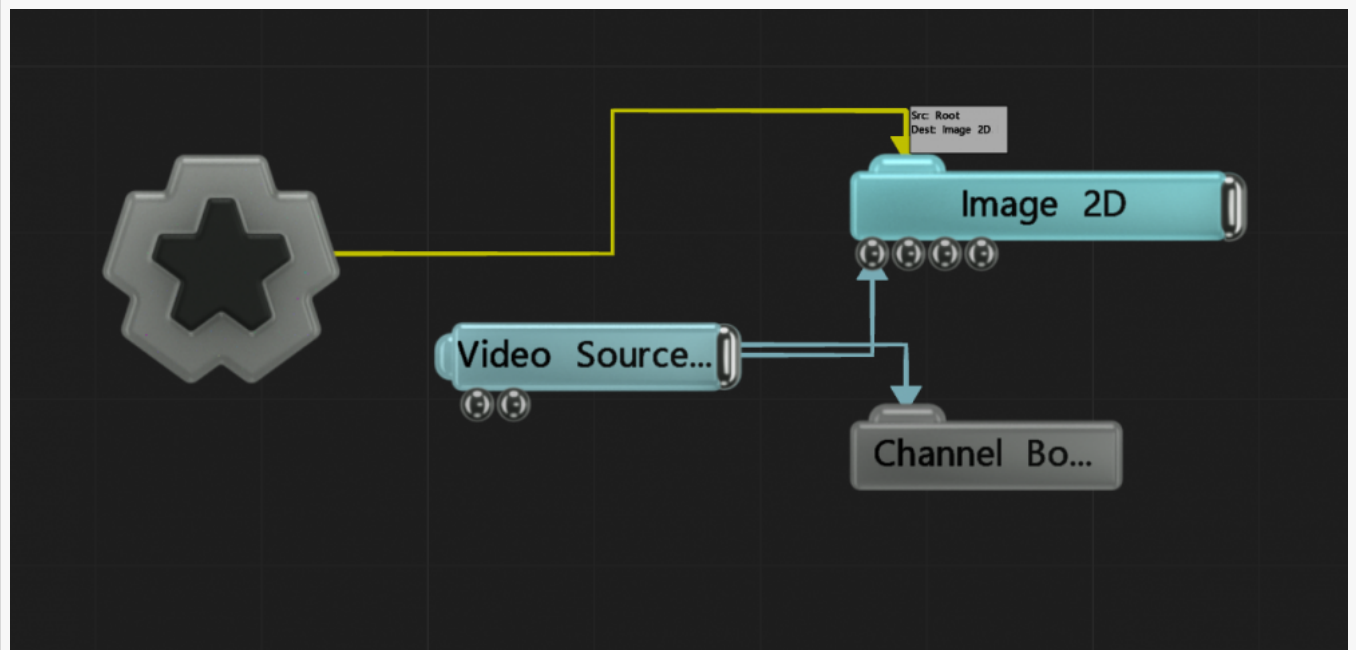 Src: Root
Dest: Image 2D
Image 2D
Video Source...
Channel Bo...